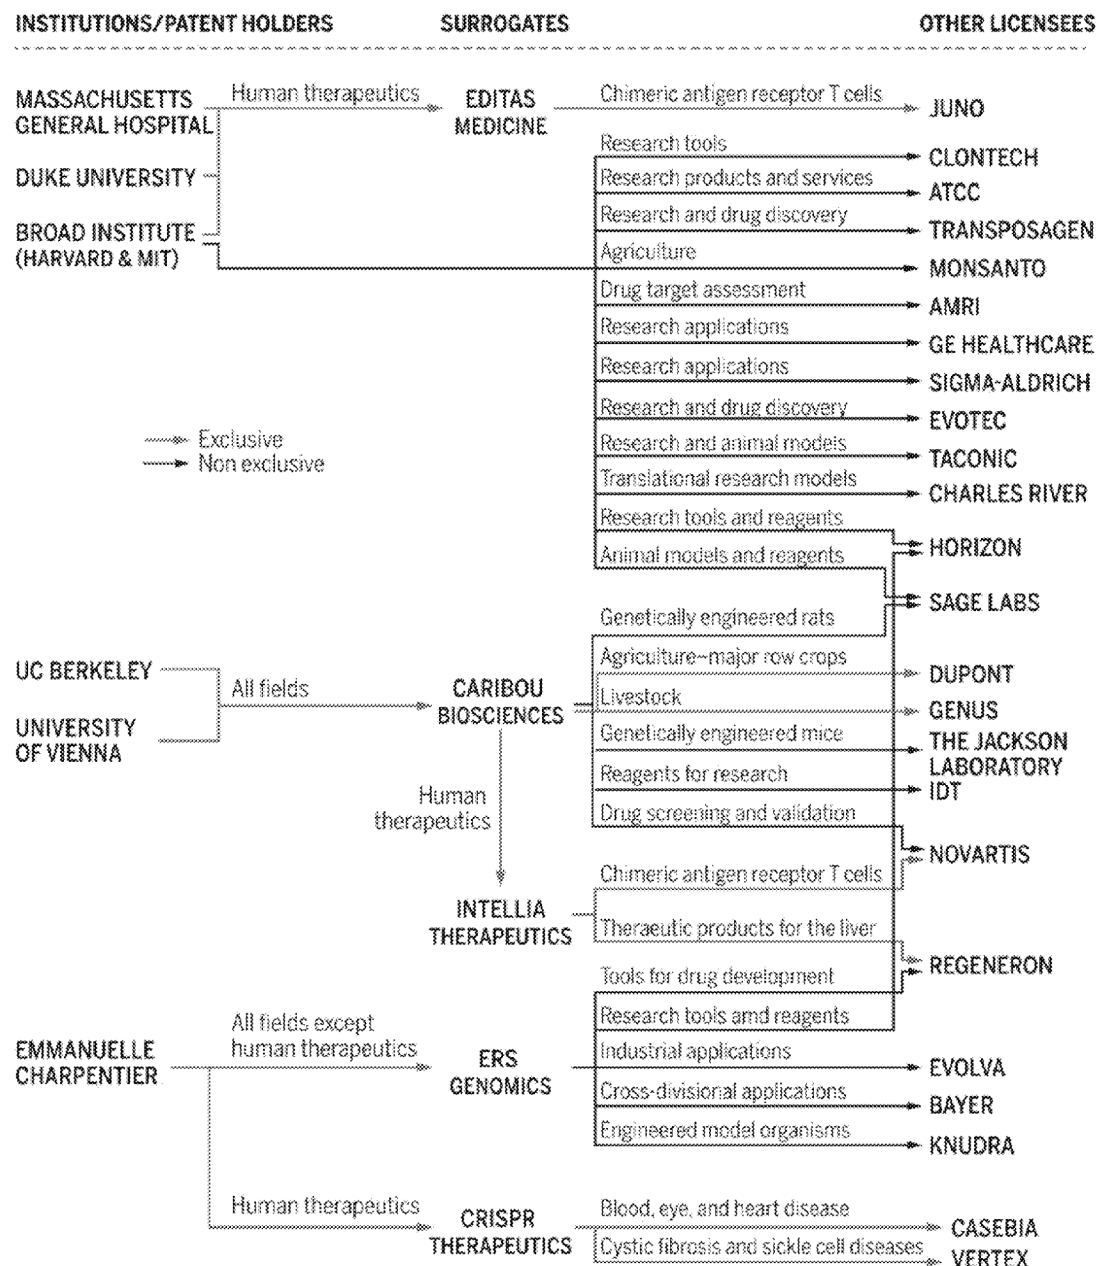 INSTITUTIONS/PATENT HOLDERS
SURROGATES
OTHER LICENSEES
MASSACHUSETTS
GENERAL HOSPITAL
Human therapeutics
EDITAS
MEDICINE
Chimeric antigen receptor T cells
JUNO
DUKE UNIVERSITY
BROAD INSTITUTE
(HARVARD & MIT)
Research tools
CLONTECH
Research products and services
ATCC
Research and drug discovery
TRANSPOSAGEN
Agriculture
MONSANTO
Drug target assessment
AMRI
Research applications
GE HEALTHCARE
Research applications
SIGMA-ALDRICH
Research and drug discovery
EVOTEC
Exclusive
Non exclusive
Research and animal models
TACONIC
Translational research models
CHARLES RIVER
Research tools and reagents
HORIZON
Animal models and reagents
SAGE LABS
UC BERKELEY
UNIVERSITY
OF VIENNA
All fields
CARIBOU
BIOSCIENCES
Genetically engineered rats
Agriculture–major row crops
DUPONT
Livestock
GENUS
Genetically engineered mice
THE JACKSON
LABORATORY
Reagents for research
IDT
Drug screening and validation
NOVARTIS
Human
therapeutics
INTELLIA
THERAPEUTICS
Chimeric antigen receptor T cells
Theraeutic products for the liver
REGENERON
Tools for drug development
Research tools amd reagents
EMMANUELLE
CHARPENTIER
All fields except
human therapeutics
ERS
GENOMICS
Industrial applications
EVOLVA
Cross-divisional applications
BAYER
Engineered model organisms
KNUDRA
Human therapeutics
CRISPR
THERAPEUTICS
Blood, eye, and heart disease
CASEBIA
Cystic fibrosis and sickle cell diseases
VERTEX